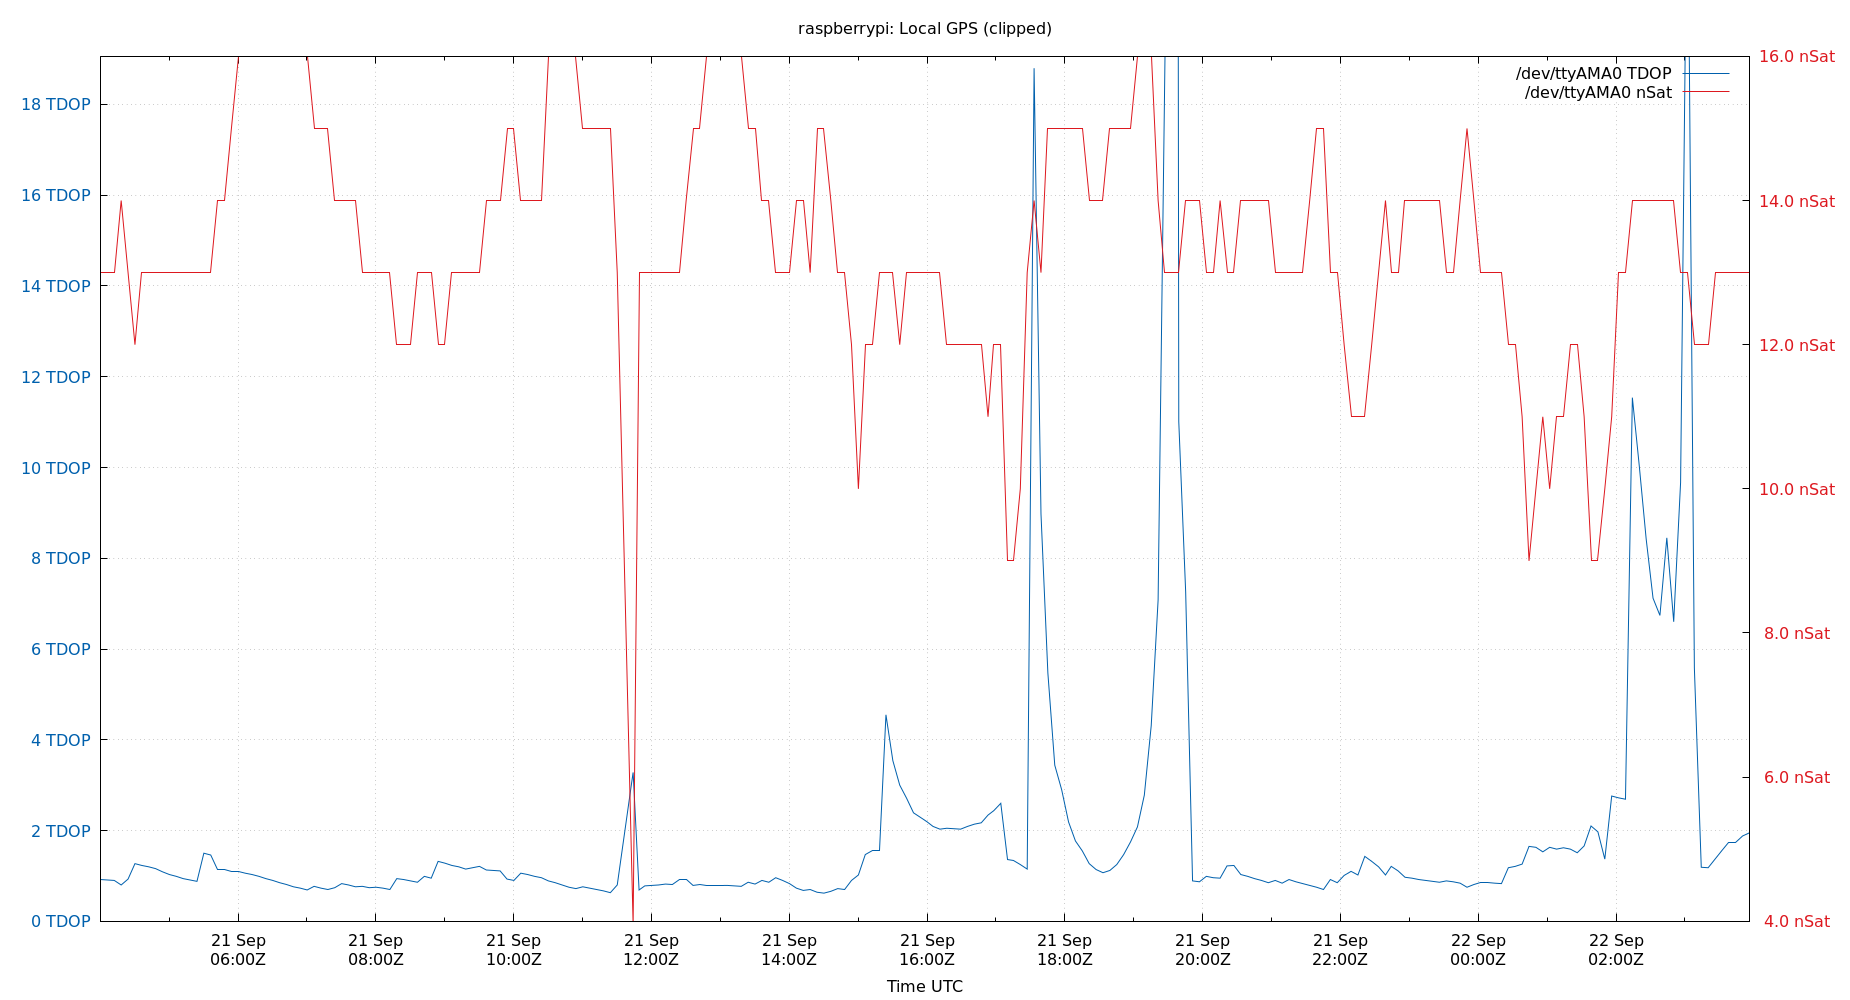 raspberrypi: Local GPS (clipped)
/dev/ttyAMA0 TDOP
/dev/ttyAMA0 nSat
18 TDOP
16 TDOP
14 TDOP
12 TDOP
10 TDOP
8 TDOP
6 TDOP
4 TDOP
2 TDOP
0 TDOP
16.0 nSat
14.0 nSat
12.0 nSat
10.0 nSat
8.0 nSat
6.0 nSat
4.0 nSat
21 Sep
06:00Z
21 Sep
08:00Z
21 Sep
10:00Z
21 Sep
12:00Z
21 Sep
14:00Z
21 Sep
16:00Z
21 Sep
18:00Z
21 Sep
20:00Z
21 Sep
22:00Z
22 Sep
00:00Z
22 Sep
02:00Z
Time UTC